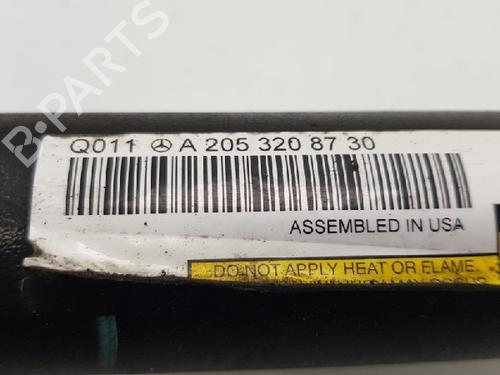 B-PARTS
Q011 A 205 320 87 30
ASSEMBLED IN USA
DO NOT APPLY HEAT OR FLAME